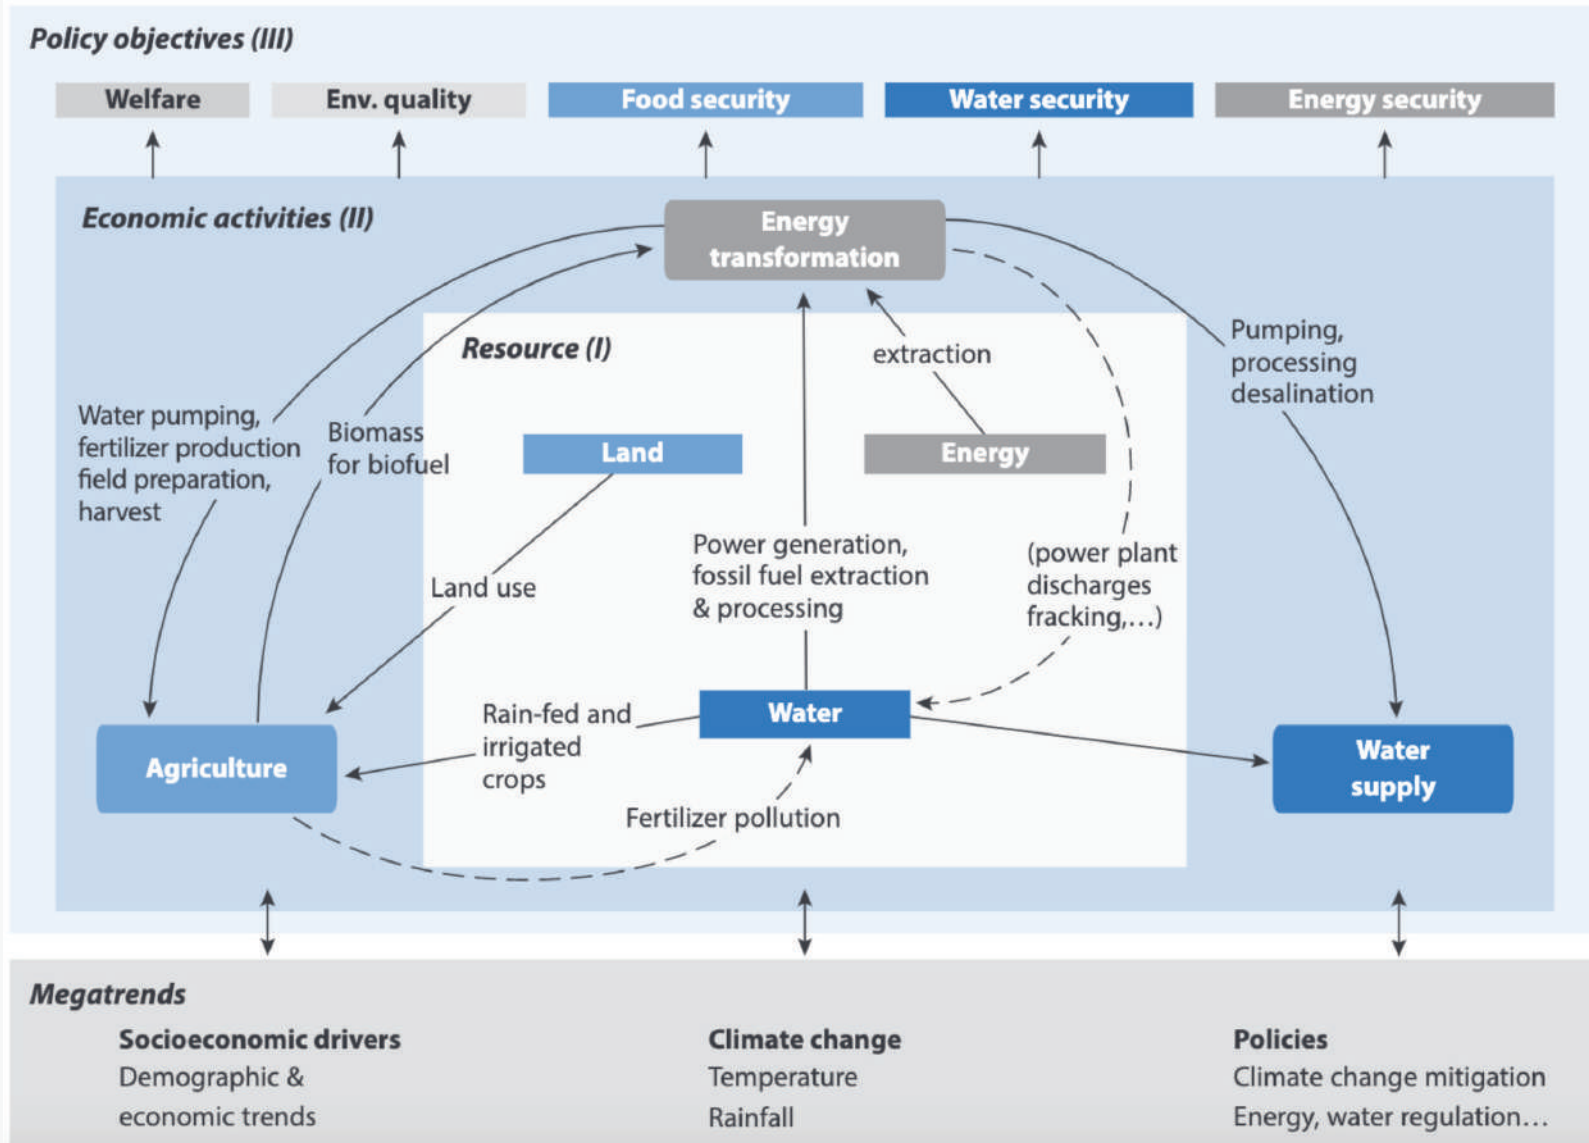 Policy objectives (III)
Welfare
Env. quality
Food security
Water security
Energy security
Economic activities (II)
Energy
transformation
Resource (I)
extraction
Pumping,
processing
desalination
Water pumping,
fertilizer production
field preparation,
harvest
Biomass
for biofuel
Land
Energy
Land use
Power generation,
fossil fuel extraction
& processing
(power plant
discharges
fracking,...)
Rain-fed and
irrigated
crops
Water
Agriculture
Water
supply
Fertilizer pollution
Megatrends
Socioeconomic drivers
Demographic &
economic trends
Climate change
Temperature
Rainfall
Policies
Climate change mitigation
Energy, water regulation...